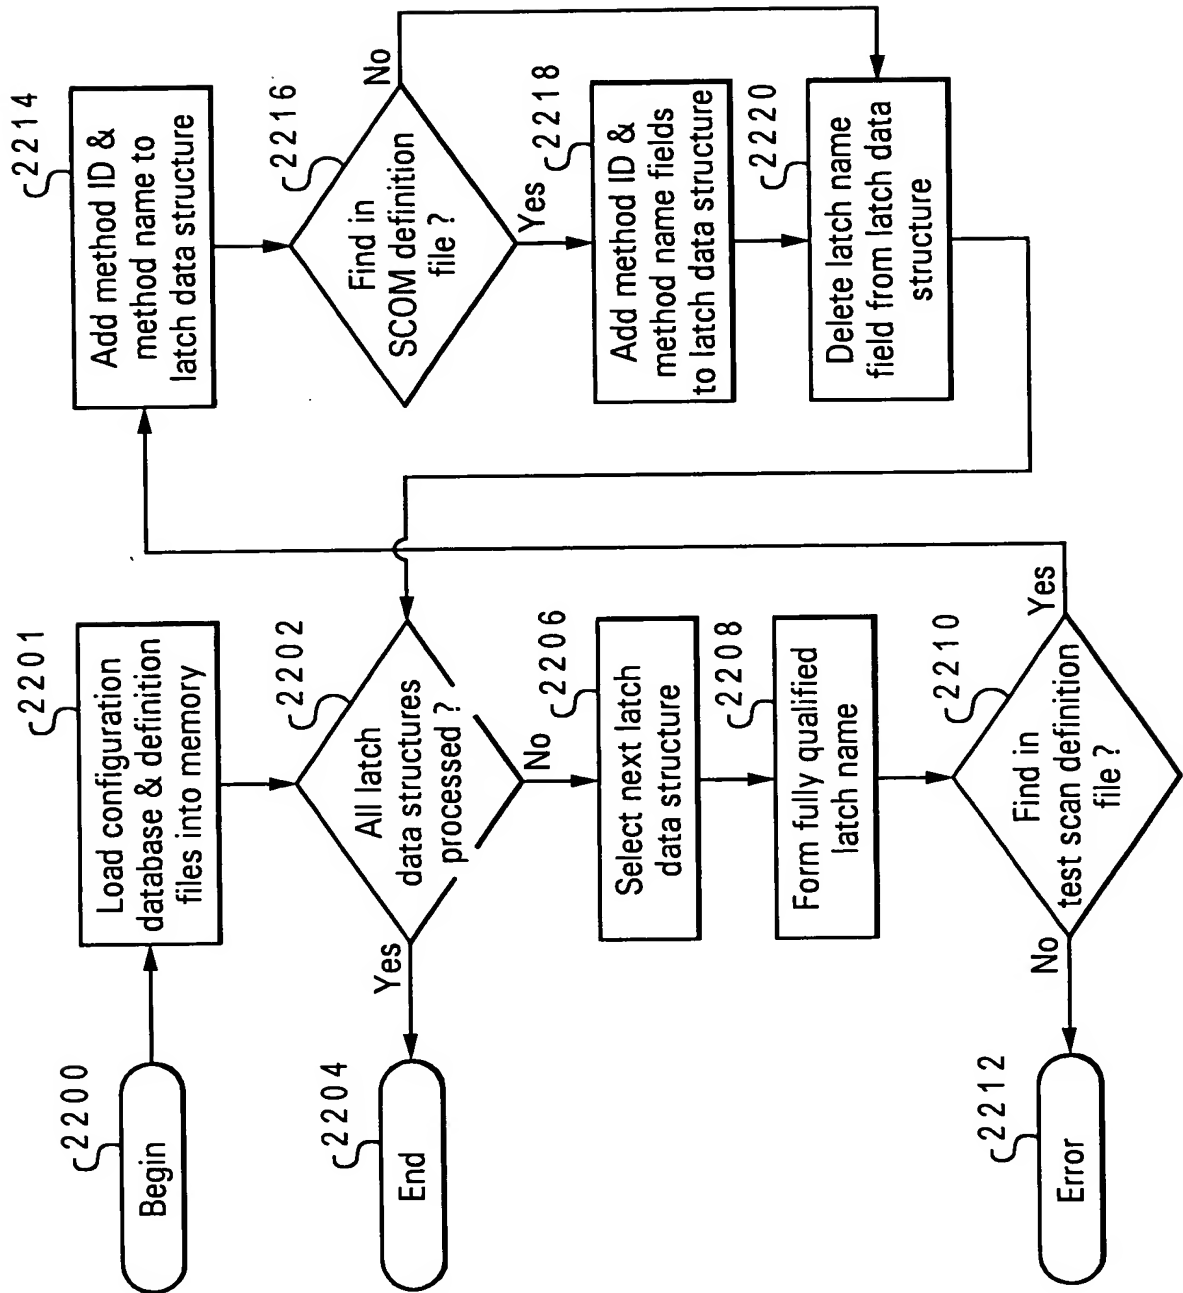 2200
Begin
2201
Load configuration
database & definition
files into memory
2202
All latch
data structures
processed ?
Yes
2204
End
No
2206
Select next latch
data structure
2208
Form fully qualified
latch name
2210
Find in
test scan definition
file ?
No
2212
Error
Yes
2214
Add method ID &
method name to
latch data structure
2216
Find in
SCOM definition
file ?
No
Yes
2218
Add method ID &
method name fields
to latch data structure
2220
Delete latch name
field from latch data
structure